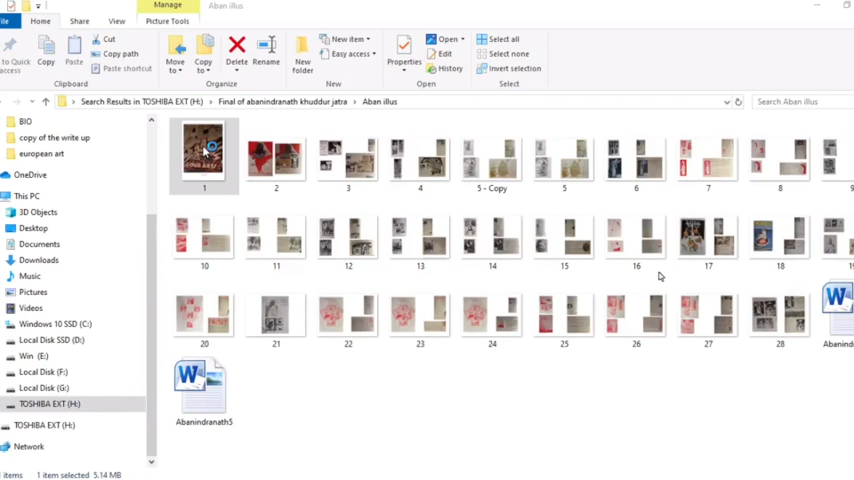 Manage
Aban illus
File
Home
Share
View
Picture Tools
to Quick
access
Copy
Paste
Cut
Copy path
Paste shortcut
Clipboard
Move
to
Copy
to
Delete
Rename
Organize
New
folder
New item
Easy access
New
Properties
Open
Edit
History
Open
Select all
Select none
Invert selection
Select
Search Results in TOSHIBA EXT (H:) > Final of abanindranath khuddur jatra > Aban illus
Search Aban illus
BIO
copy of the write up
european art
OneDrive
This PC
3D Objects
Desktop
Documents
Downloads
Music
Pictures
Videos
Windows 10 SSD (C:)
Local Disk SSD (D:)
Win (E:)
Local Disk (F:)
Local Disk (G:)
TOSHIBA EXT (H:)
TOSHIBA EXT (H:)
Network
1 2 3 4 5 - Copy 5 6 7 8 9
10 11 12 13 14 15 16 17 18 19
20 21 22 23 24 25 26 27 28 Abanindr
Abanindranath5
items 1 item selected 5.14 MB